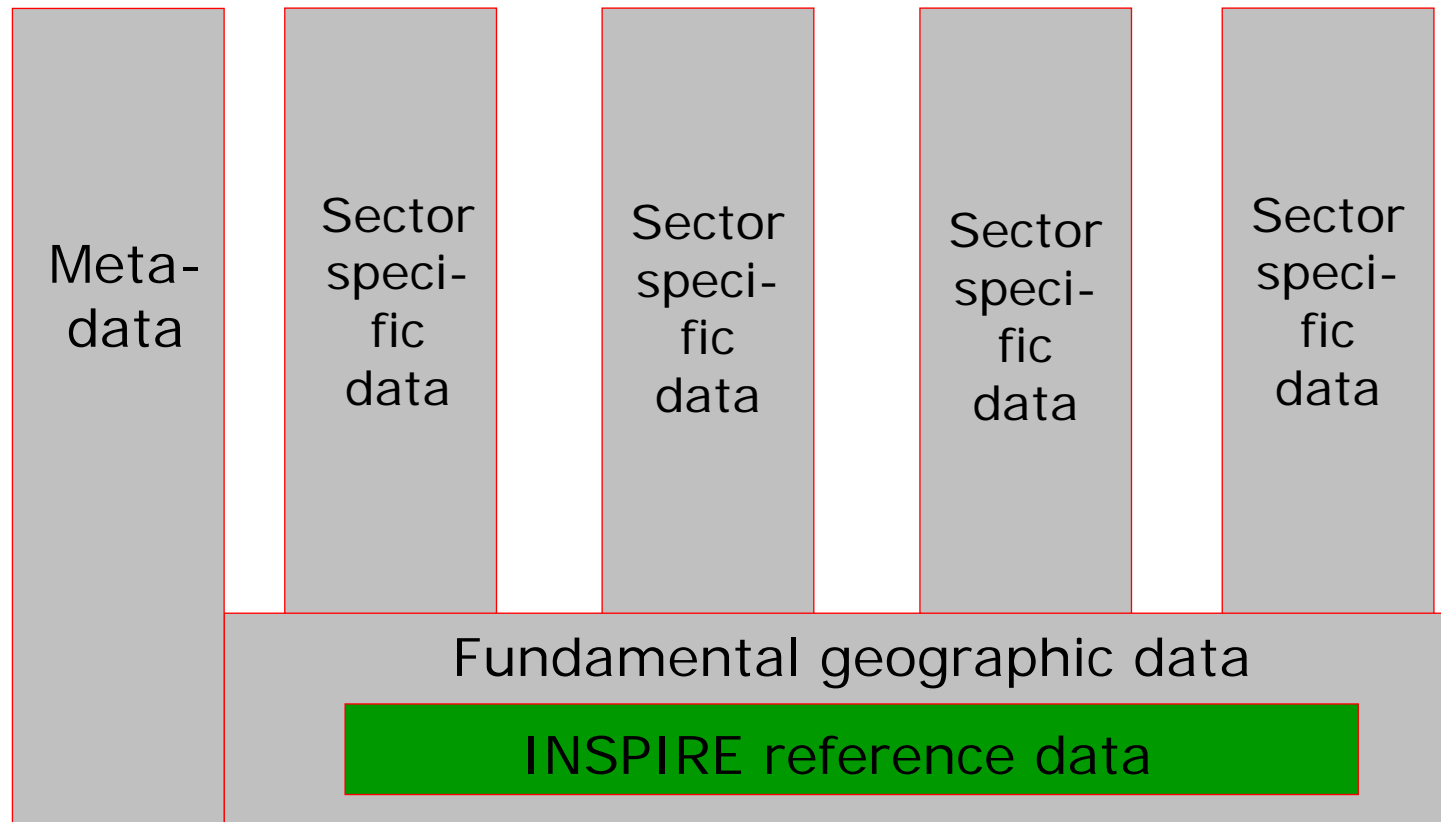 Meta-
data
Sector
speci-
fic
data
Sector
speci-
fic
data
Sector
speci-
fic
data
Sector
speci-
fic
data
Fundamental geographic data
INSPIRE reference data